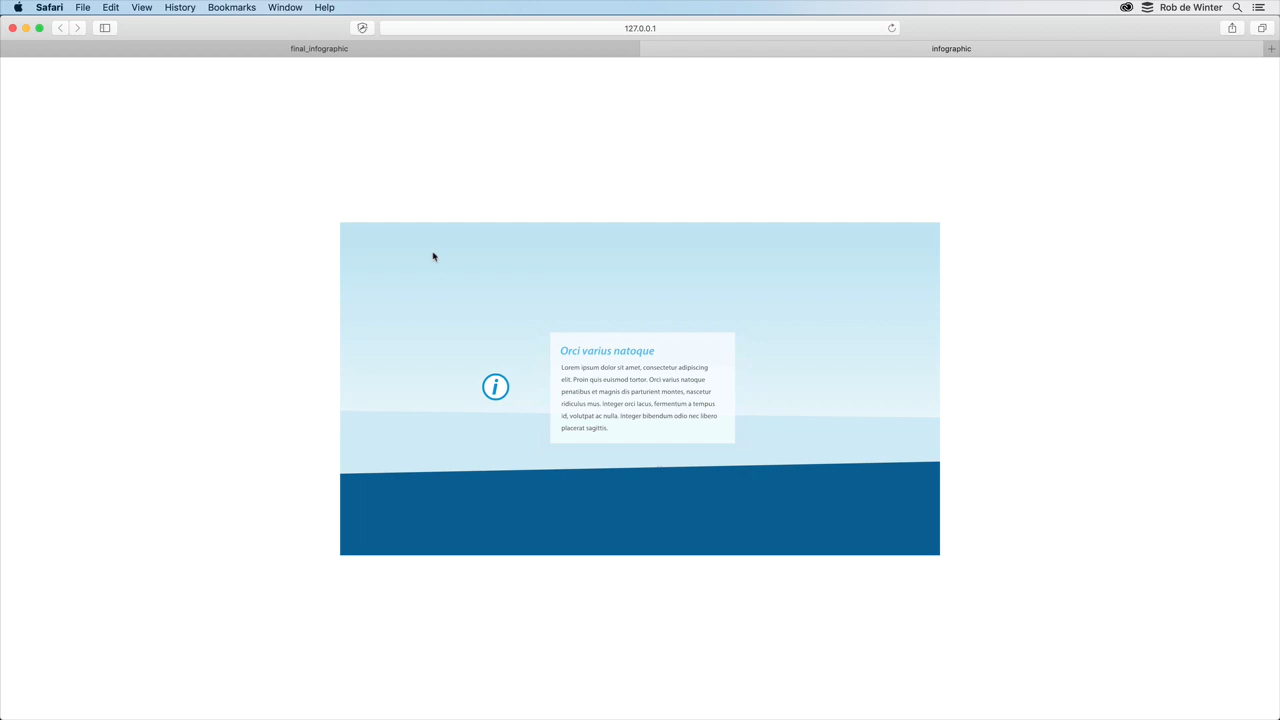 Safari File Edit View History Bookmarks Window Help Rob de Winter
127.0.0.1
final_infographic infographic
Orci varius natoque
Lorem ipsum dolor sit amet, consectetur adipiscing
elit. Proin quis euismod tortor. Orci varius natoque
penatibus et magnis dis parturient montes, nascetur
ridiculus mus. Integer orci lacus, fermentum a tempus
id, volutpat ac nulla. Integer bibendum odio nec libero
placerat sagittis.
i